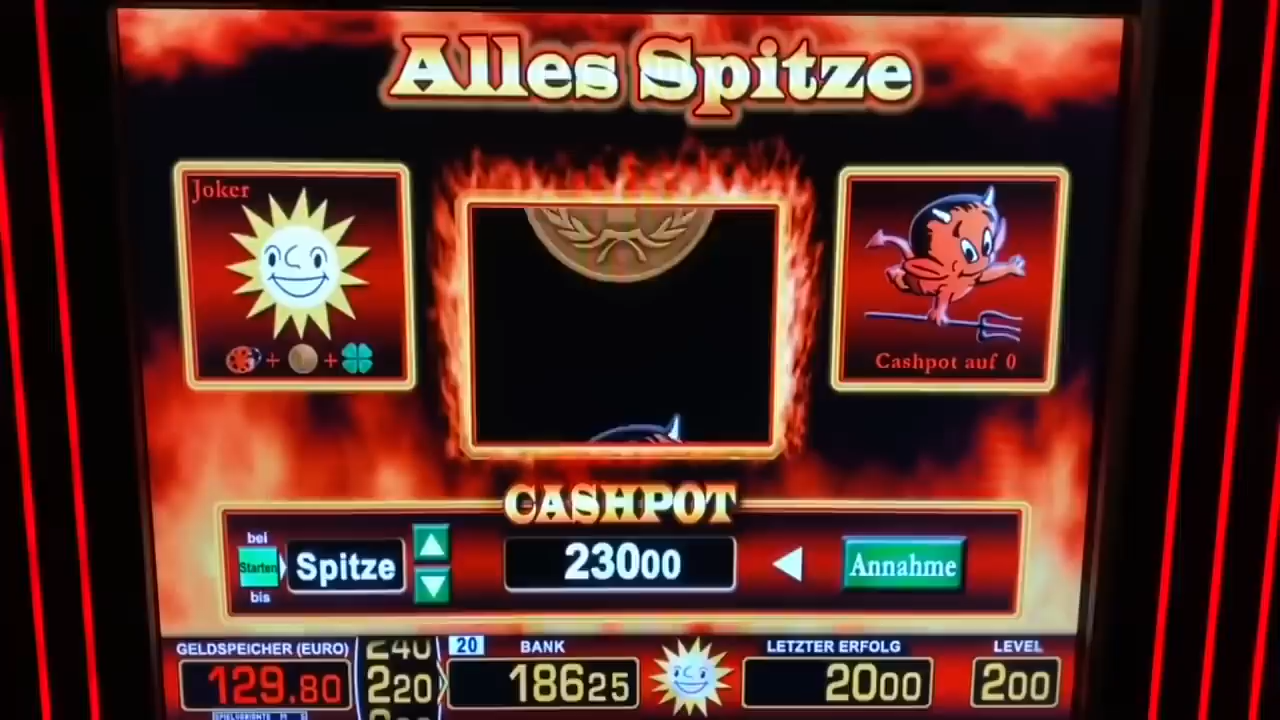 Alles Spitze
Joker
+ +
Cashpot auf 0
CASHPOT
bei
Starten
bis
Spitze
23000
Annahme
GELDSPEICHER (EURO)
129.80
240
220
20
BANK
18625
LETZTER ERFOLG
2000
LEVEL
200